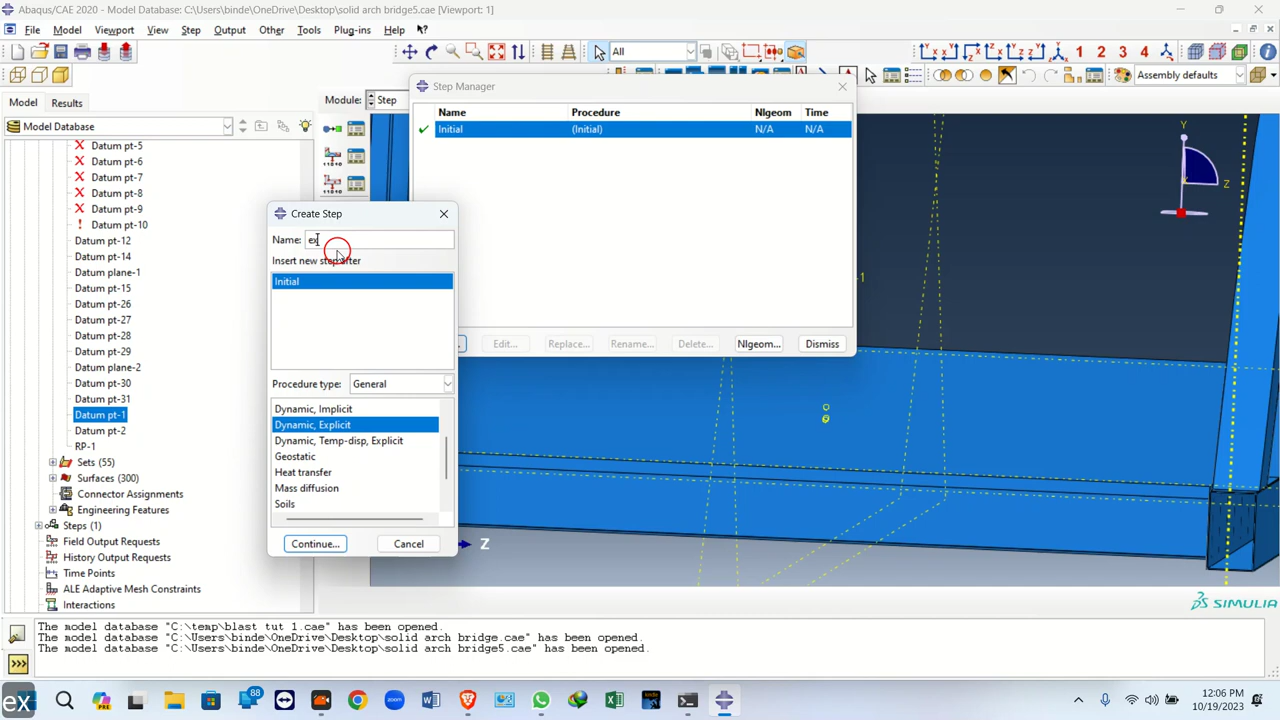 Abaqus/CAE 2020 - Model Database: C:\Users\binde\OneDrive\Desktop\solid arch bridge5.cae [Viewport: 1]
File Model Viewport View Step Output Other Tools Plug-ins Help
All
1 2 3 4
Assembly defaults
Model Results
Module: Step
Model Database
Datum pt-5
Datum pt-6
Datum pt-7
Datum pt-8
Datum pt-9
Datum pt-10
Datum pt-12
Datum pt-14
Datum plane-1
Datum pt-15
Datum pt-26
Datum pt-27
Datum pt-28
Datum pt-29
Datum plane-2
Datum pt-30
Datum pt-31
Datum pt-1
Datum pt-2
RP-1
Sets (55)
Surfaces (300)
Connector Assignments
Engineering Features
Steps (1)
Field Output Requests
History Output Requests
Time Points
ALE Adaptive Mesh Constraints
Interactions
Step Manager
Name Procedure Nlgeom Time
Initial (Initial) N/A N/A
Edit... Replace... Rename... Delete... Nlgeom... Dismiss
Create Step
Name: ex
Insert new step after
Initial
Procedure type: General
Dynamic, Implicit
Dynamic, Explicit
Dynamic, Temp-disp, Explicit
Geostatic
Heat transfer
Mass diffusion
Soils
Continue... Cancel
Y
Z
Z
SIMULIA
The model database "C:\temp\blast tut 1.cae" has been opened.
The model database "C:\Users\binde\OneDrive\Desktop\solid arch bridge.cae" has been opened.
The model database "C:\Users\binde\OneDrive\Desktop\solid arch bridge5.cae" has been opened.
ex
88
12:06 PM
10/19/2023